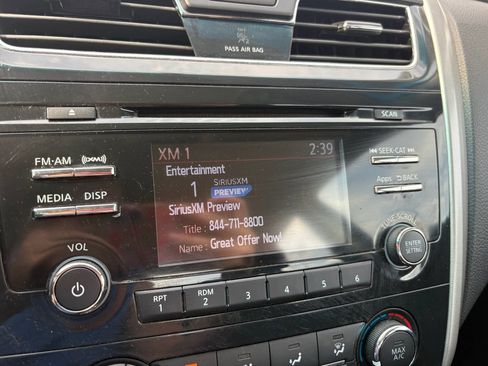 PASS AIR BAG
SCAN
FM·AM
((XM))
MEDIA
DISP
VOL
XM 1
2:39
Entertainment
1
SIRIUSXM
PREVIEW
SiriusXM Preview
Title : 844-711-8800
Name : Great Offer Now!
SEEK·CAT
Apps
BACK
TUNE·SCROLL
ENTER
SETTING
RPT
1
RDM
2
3
4
5
6
MAX
A/C